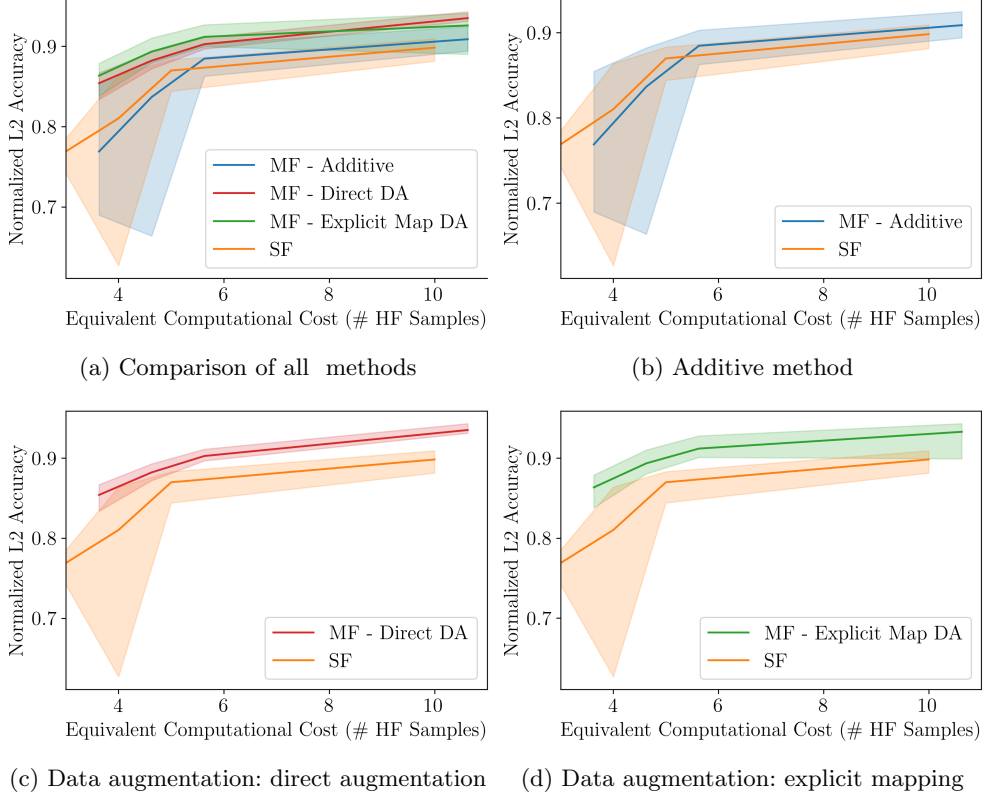 Normalized L2 Accuracy
0.9
0.8
0.7
MF - Additive
MF - Direct DA
MF - Explicit Map DA
SF
4 6 8 10
Equivalent Computational Cost (# HF Samples)
(a) Comparison of all methods
Normalized L2 Accuracy
0.9
0.8
0.7
MF - Additive
SF
4 6 8 10
Equivalent Computational Cost (# HF Samples)
(b) Additive method
Normalized L2 Accuracy
0.9
0.8
0.7
MF - Direct DA
SF
4 6 8 10
Equivalent Computational Cost (# HF Samples)
(c) Data augmentation: direct augmentation
Normalized L2 Accuracy
0.9
0.8
0.7
MF - Explicit Map DA
SF
4 6 8 10
Equivalent Computational Cost (# HF Samples)
(d) Data augmentation: explicit mapping